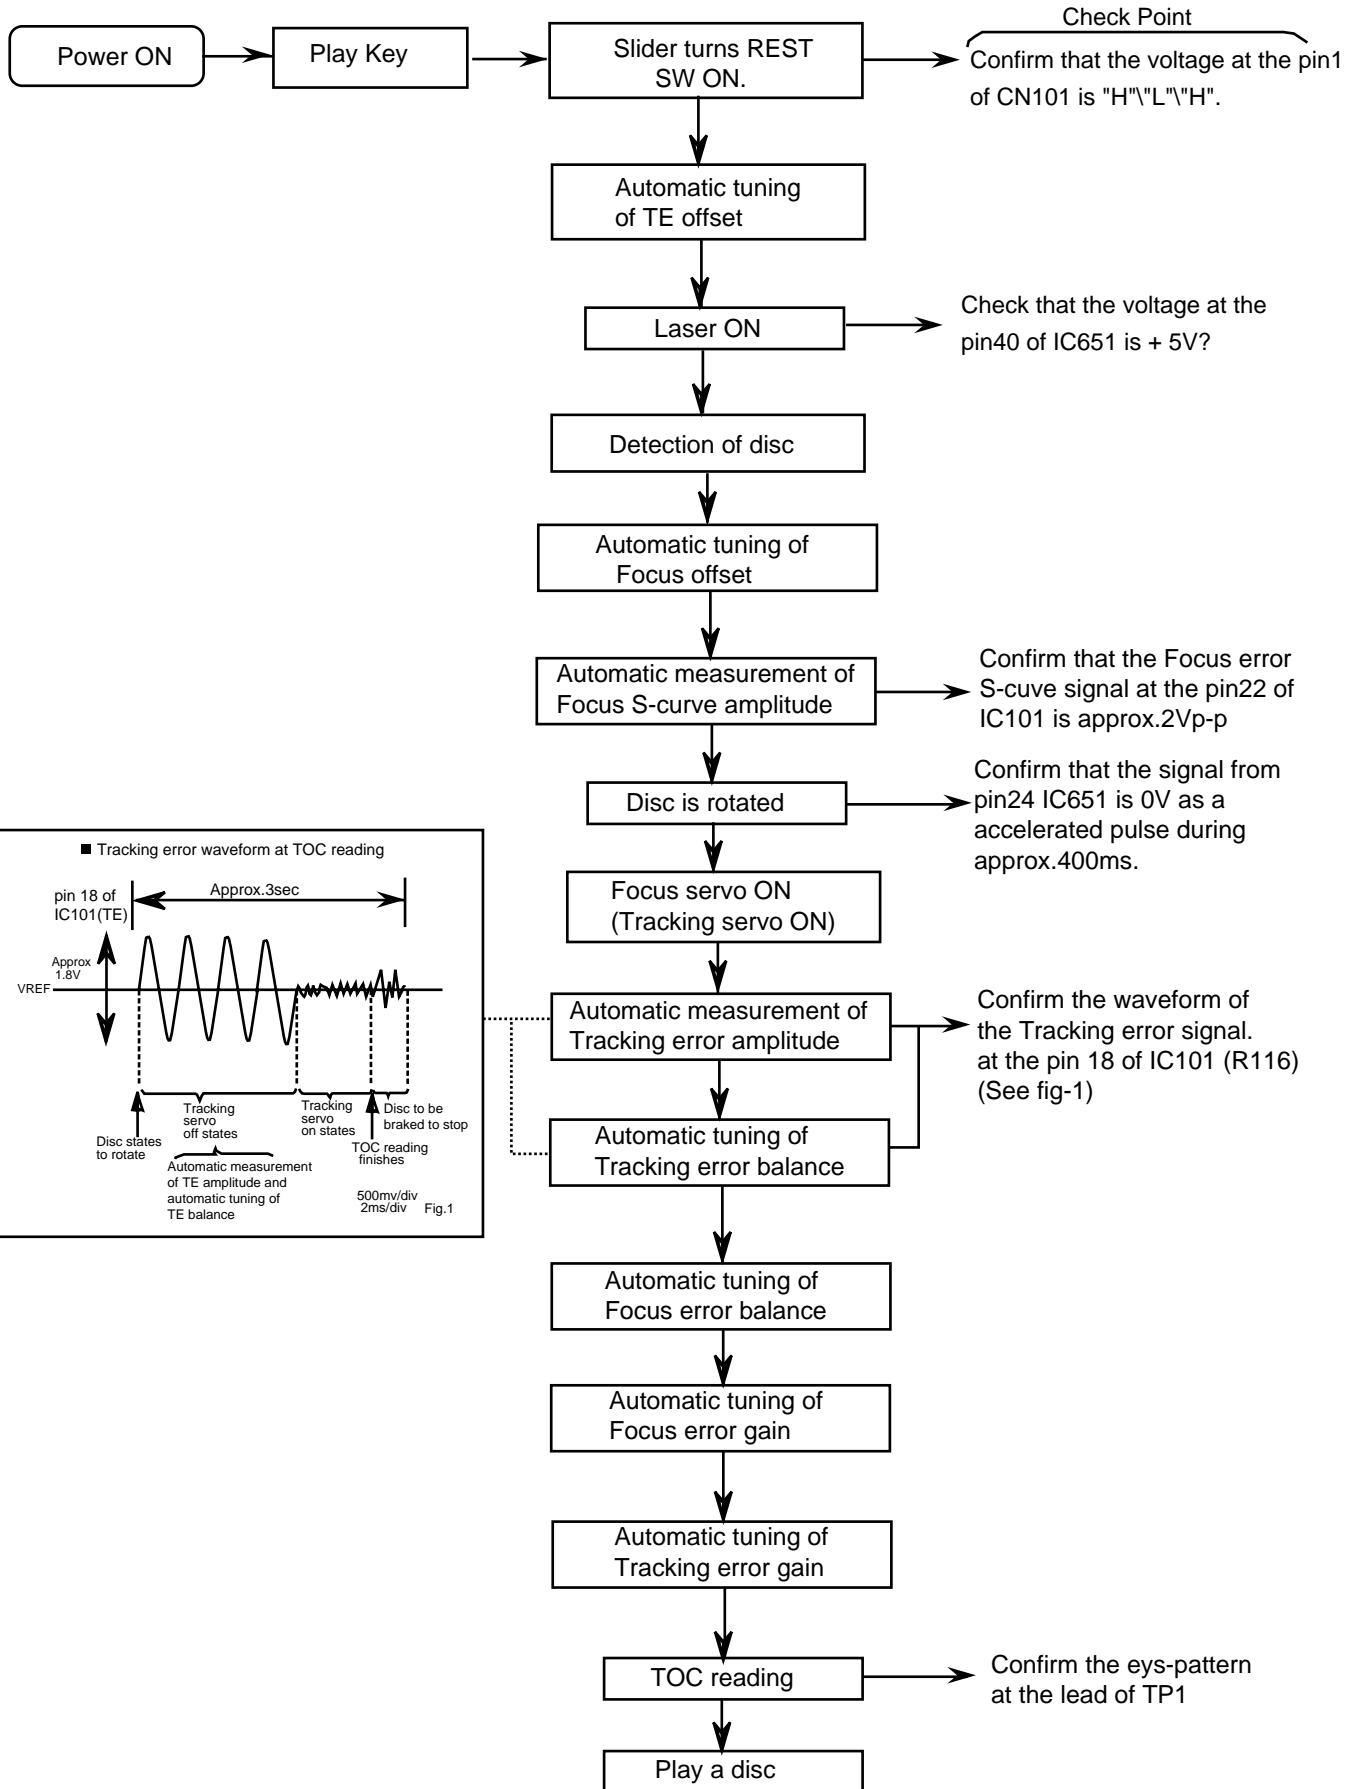 Check Point
Power ON
Play Key
Slider turns REST
SW ON.
Confirm that the voltage at the pin1
of CN101 is "H"\"L"\"H".
Automatic tuning
of TE offset
Laser ON
Check that the voltage at the
pin40 of IC651 is + 5V?
Detection of disc
Automatic tuning of
Focus offset
Automatic measurement of
Focus S-curve amplitude
Confirm that the Focus error
S-cuve signal at the pin22 of
IC101 is approx.2Vp-p
Disc is rotated
Confirm that the signal from
pin24 IC651 is 0V as a
accelerated pulse during
approx.400ms.
Focus servo ON
(Tracking servo ON)
■ Tracking error waveform at TOC reading
pin 18 of
IC101(TE)
Approx.3sec
Approx
1.8V
VREF
Disc states
to rotate
Tracking
servo
off states
Tracking
servo
on states
Disc to be
braked to stop
TOC reading
finishes
Automatic measurement
of TE amplitude and
automatic tuning of
TE balance
500mv/div
2ms/div
Fig.1
Automatic measurement of
Tracking error amplitude
Confirm the waveform of
the Tracking error signal.
at the pin 18 of IC101 (R116)
(See fig-1)
Automatic tuning of
Tracking error balance
Automatic tuning of
Focus error balance
Automatic tuning of
Focus error gain
Automatic tuning of
Tracking error gain
TOC reading
Confirm the eys-pattern
at the lead of TP1
Play a disc